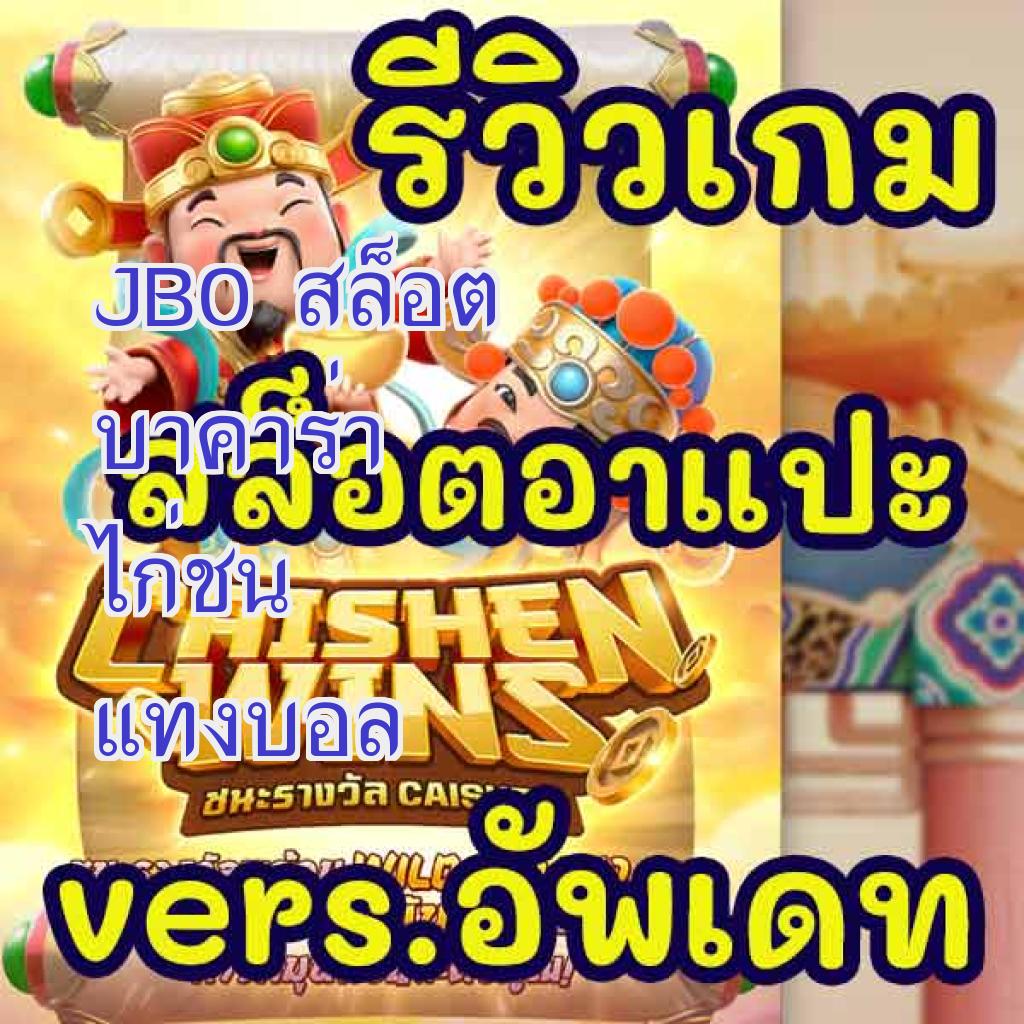 รีวิวเกม
JBO สล็อต
บาคาร่า
สล็อตอาแปะ
ไก่ชน
CAISHEN
WINS
แทงบอล
ชนะรางวัล
vers.อัพเดท